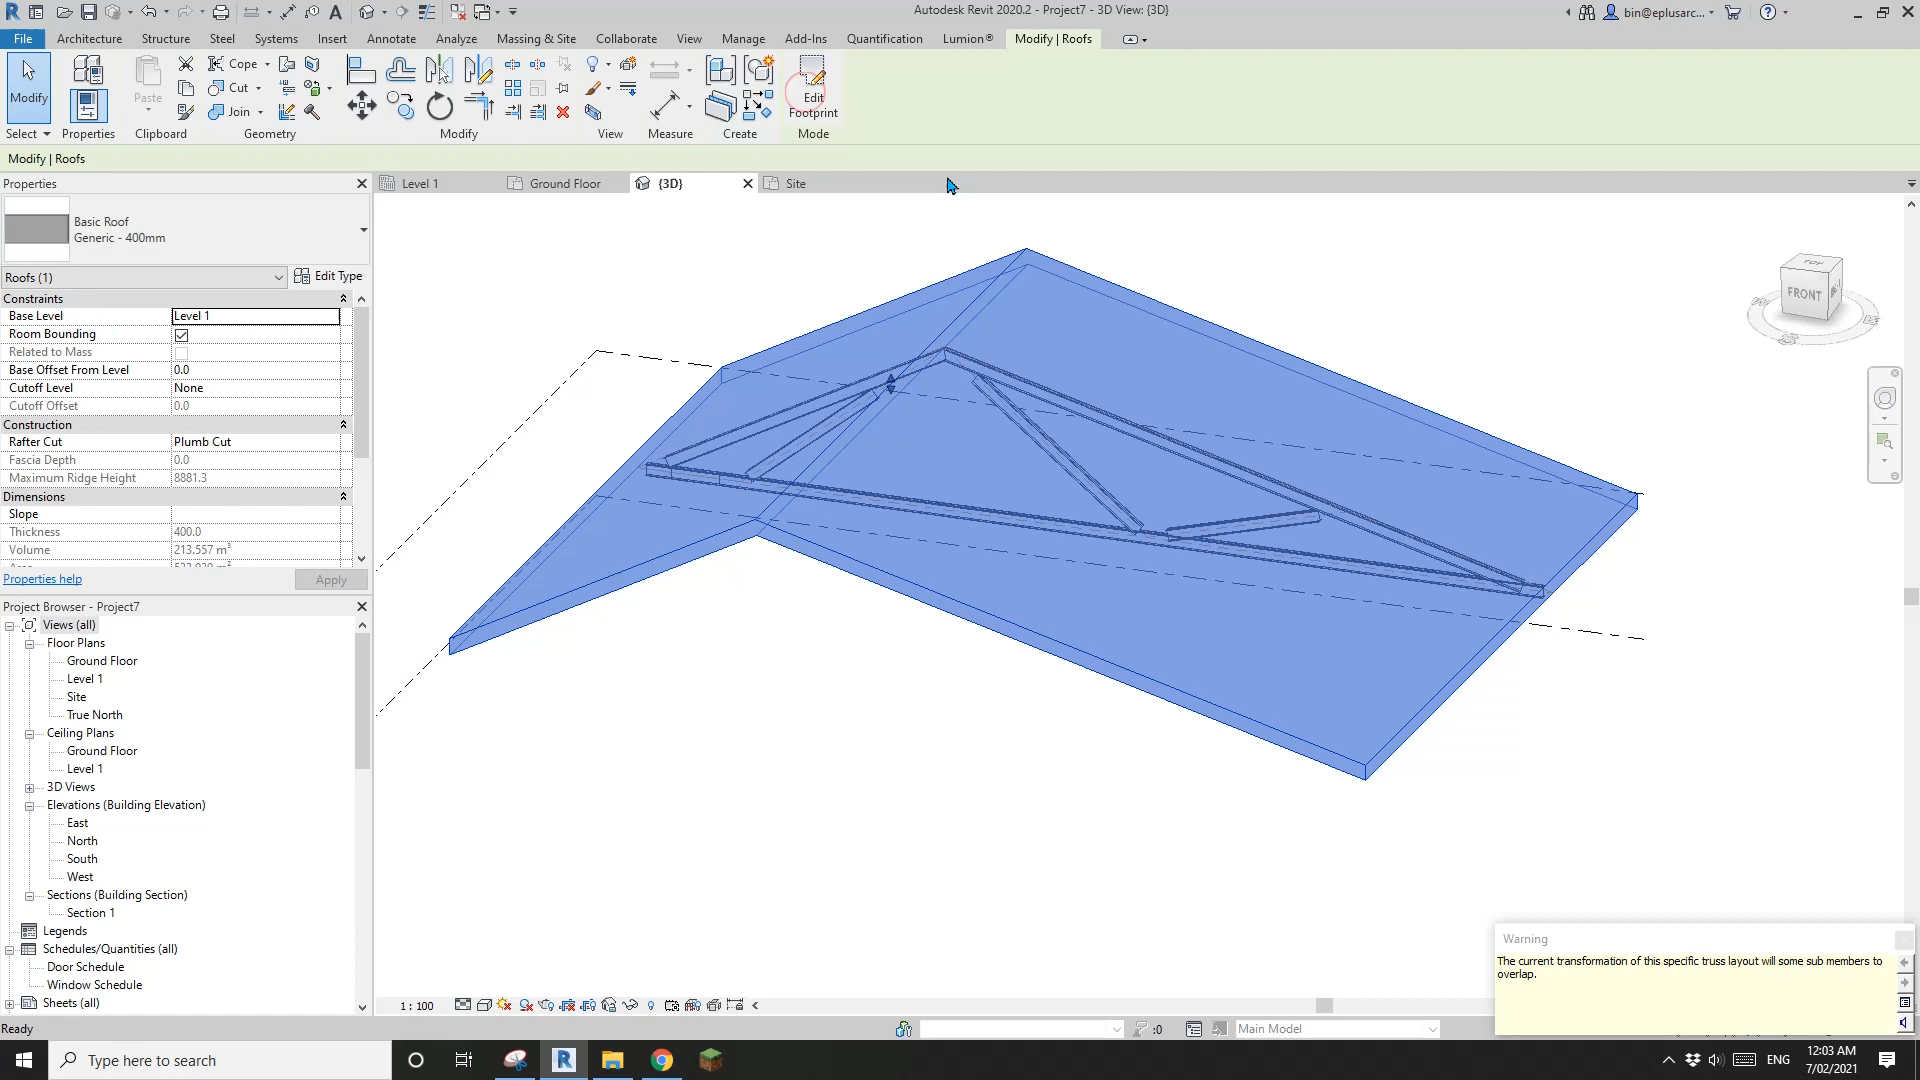 Autodesk Revit 2020.2 - Project7 - 3D View: {3D}
bin@eplusarc...
File Architecture Structure Steel Systems Insert Annotate Analyze Massing & Site Collaborate View Manage Add-Ins Quantification Lumion® Modify | Roofs
Modify
Paste
Cope
Cut
Join
Edit
Footprint
Select Properties Clipboard Geometry Modify View Measure Create Mode
Modify | Roofs
Properties
Level 1 Ground Floor {3D} Site
Basic Roof
Generic - 400mm
Roofs (1) Edit Type
Constraints
Base Level Level 1
Room Bounding
Related to Mass
Base Offset From Level 0.0
Cutoff Level None
Cutoff Offset 0.0
Construction
Rafter Cut Plumb Cut
Fascia Depth 0.0
Maximum Ridge Height 8881.3
Dimensions
Slope
Thickness 400.0
Volume 213.557 m³
Properties help Apply
Project Browser - Project7
Views (all)
Floor Plans
Ground Floor
Level 1
Site
True North
Ceiling Plans
Ground Floor
Level 1
3D Views
Elevations (Building Elevation)
East
North
South
West
Sections (Building Section)
Section 1
Legends
Schedules/Quantities (all)
Door Schedule
Window Schedule
Sheets (all)
TOP
FRONT
Warning
The current transformation of this specific truss layout will some sub members to
overlap.
1 : 100
Ready
:0
Main Model
Type here to search
ENG
12:03 AM
7/02/2021